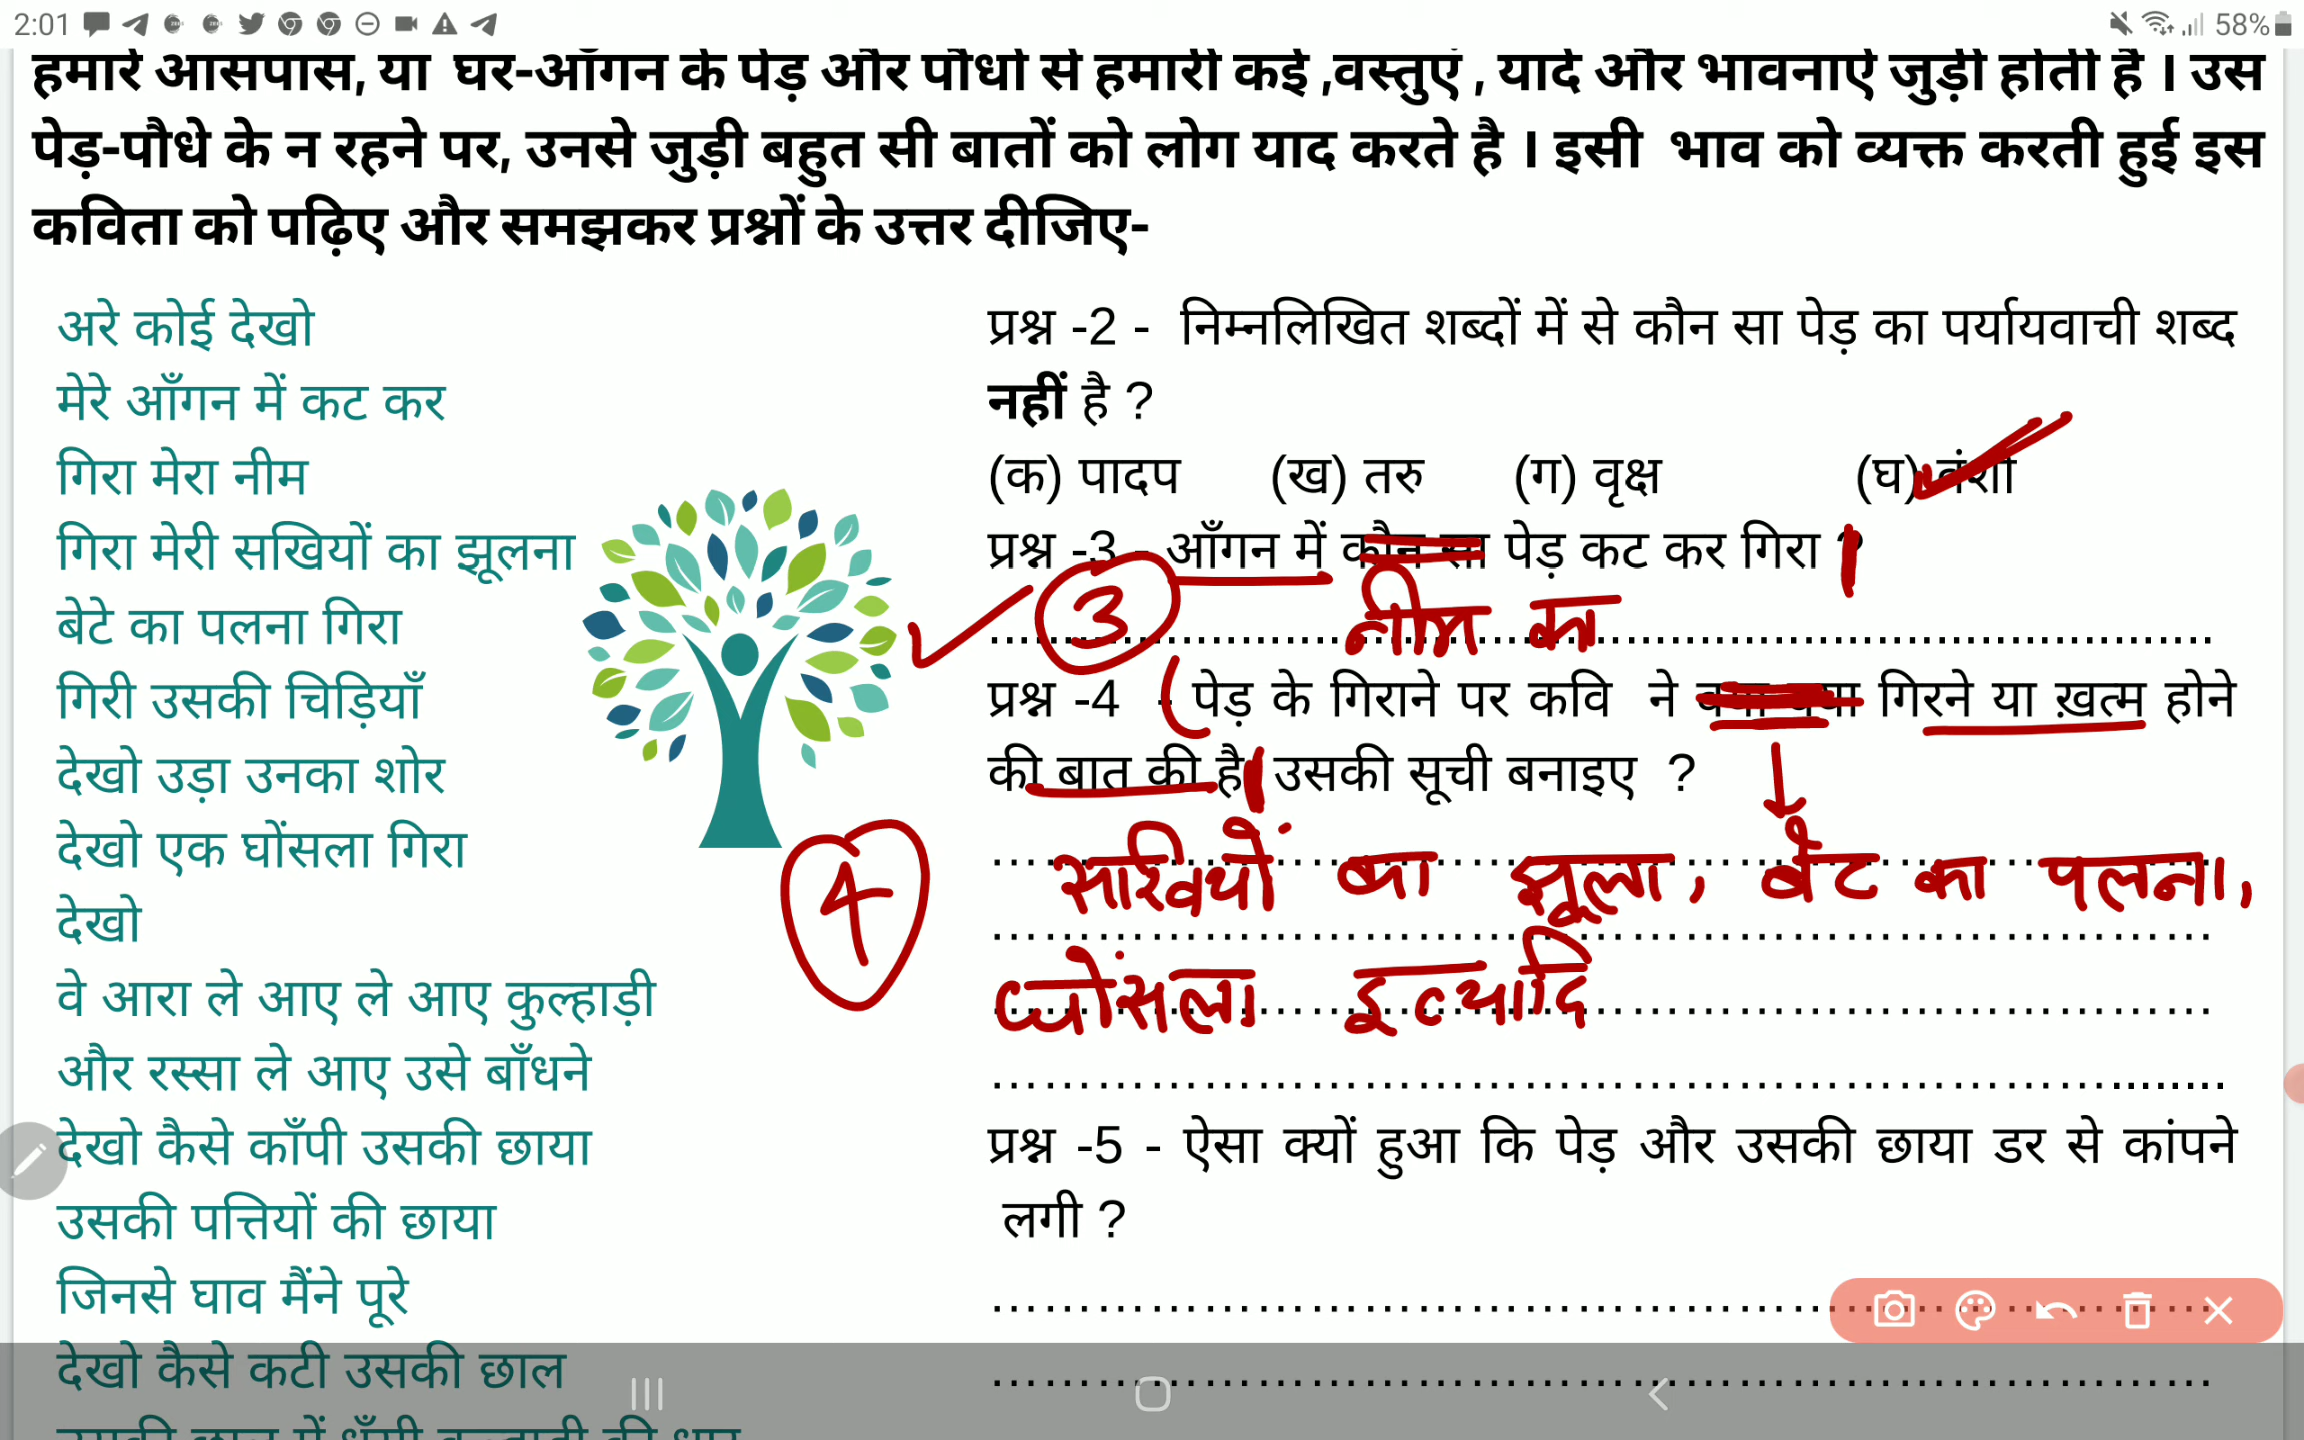 2:01
58%
हमारे आसपास, या घर-आँगन के पेड़ और पौधों से हमारी कई ,वस्तुएं , यादें और भावनाएं जुड़ी होती हैं । उस
पेड़-पौधे के न रहने पर, उनसे जुड़ी बहुत सी बातों को लोग याद करते है । इसी भाव को व्यक्त करती हुई इस
कविता को पढ़िए और समझकर प्रश्नों के उत्तर दीजिए-
अरे कोई देखो
मेरे आँगन में कट कर
गिरा मेरा नीम
गिरा मेरी सखियों का झूलना
बेटे का पलना गिरा
गिरी उसकी चिड़ियाँ
देखो उड़ा उनका शोर
देखो एक घोंसला गिरा
देखो
वे आरा ले आए ले आए कुल्हाड़ी
और रस्सा ले आए उसे बाँधने
देखो कैसे काँपी उसकी छाया
उसकी पत्तियों की छाया
जिनसे घाव मैंने पूरे
देखो कैसे कटी उसकी छाल
प्रश्न -2 - निम्नलिखित शब्दों में से कौन सा पेड़ का पर्यायवाची शब्द
नहीं है ?
(क) पादप (ख) तरु (ग) वृक्ष (घ) वंशी
प्रश्न -3 - आँगन में कौन सा पेड़ कट कर गिरा ?
3 नीम का
प्रश्न -4 - पेड़ के गिराने पर कवि ने क्या क्या गिरने या ख़त्म होने
की बात की है उसकी सूची बनाइए ?
4 सखियों का झूला, बेटे का पलना,
घोंसला इत्यादि
प्रश्न -5 - ऐसा क्यों हुआ कि पेड़ और उसकी छाया डर से कांपने
लगी ?